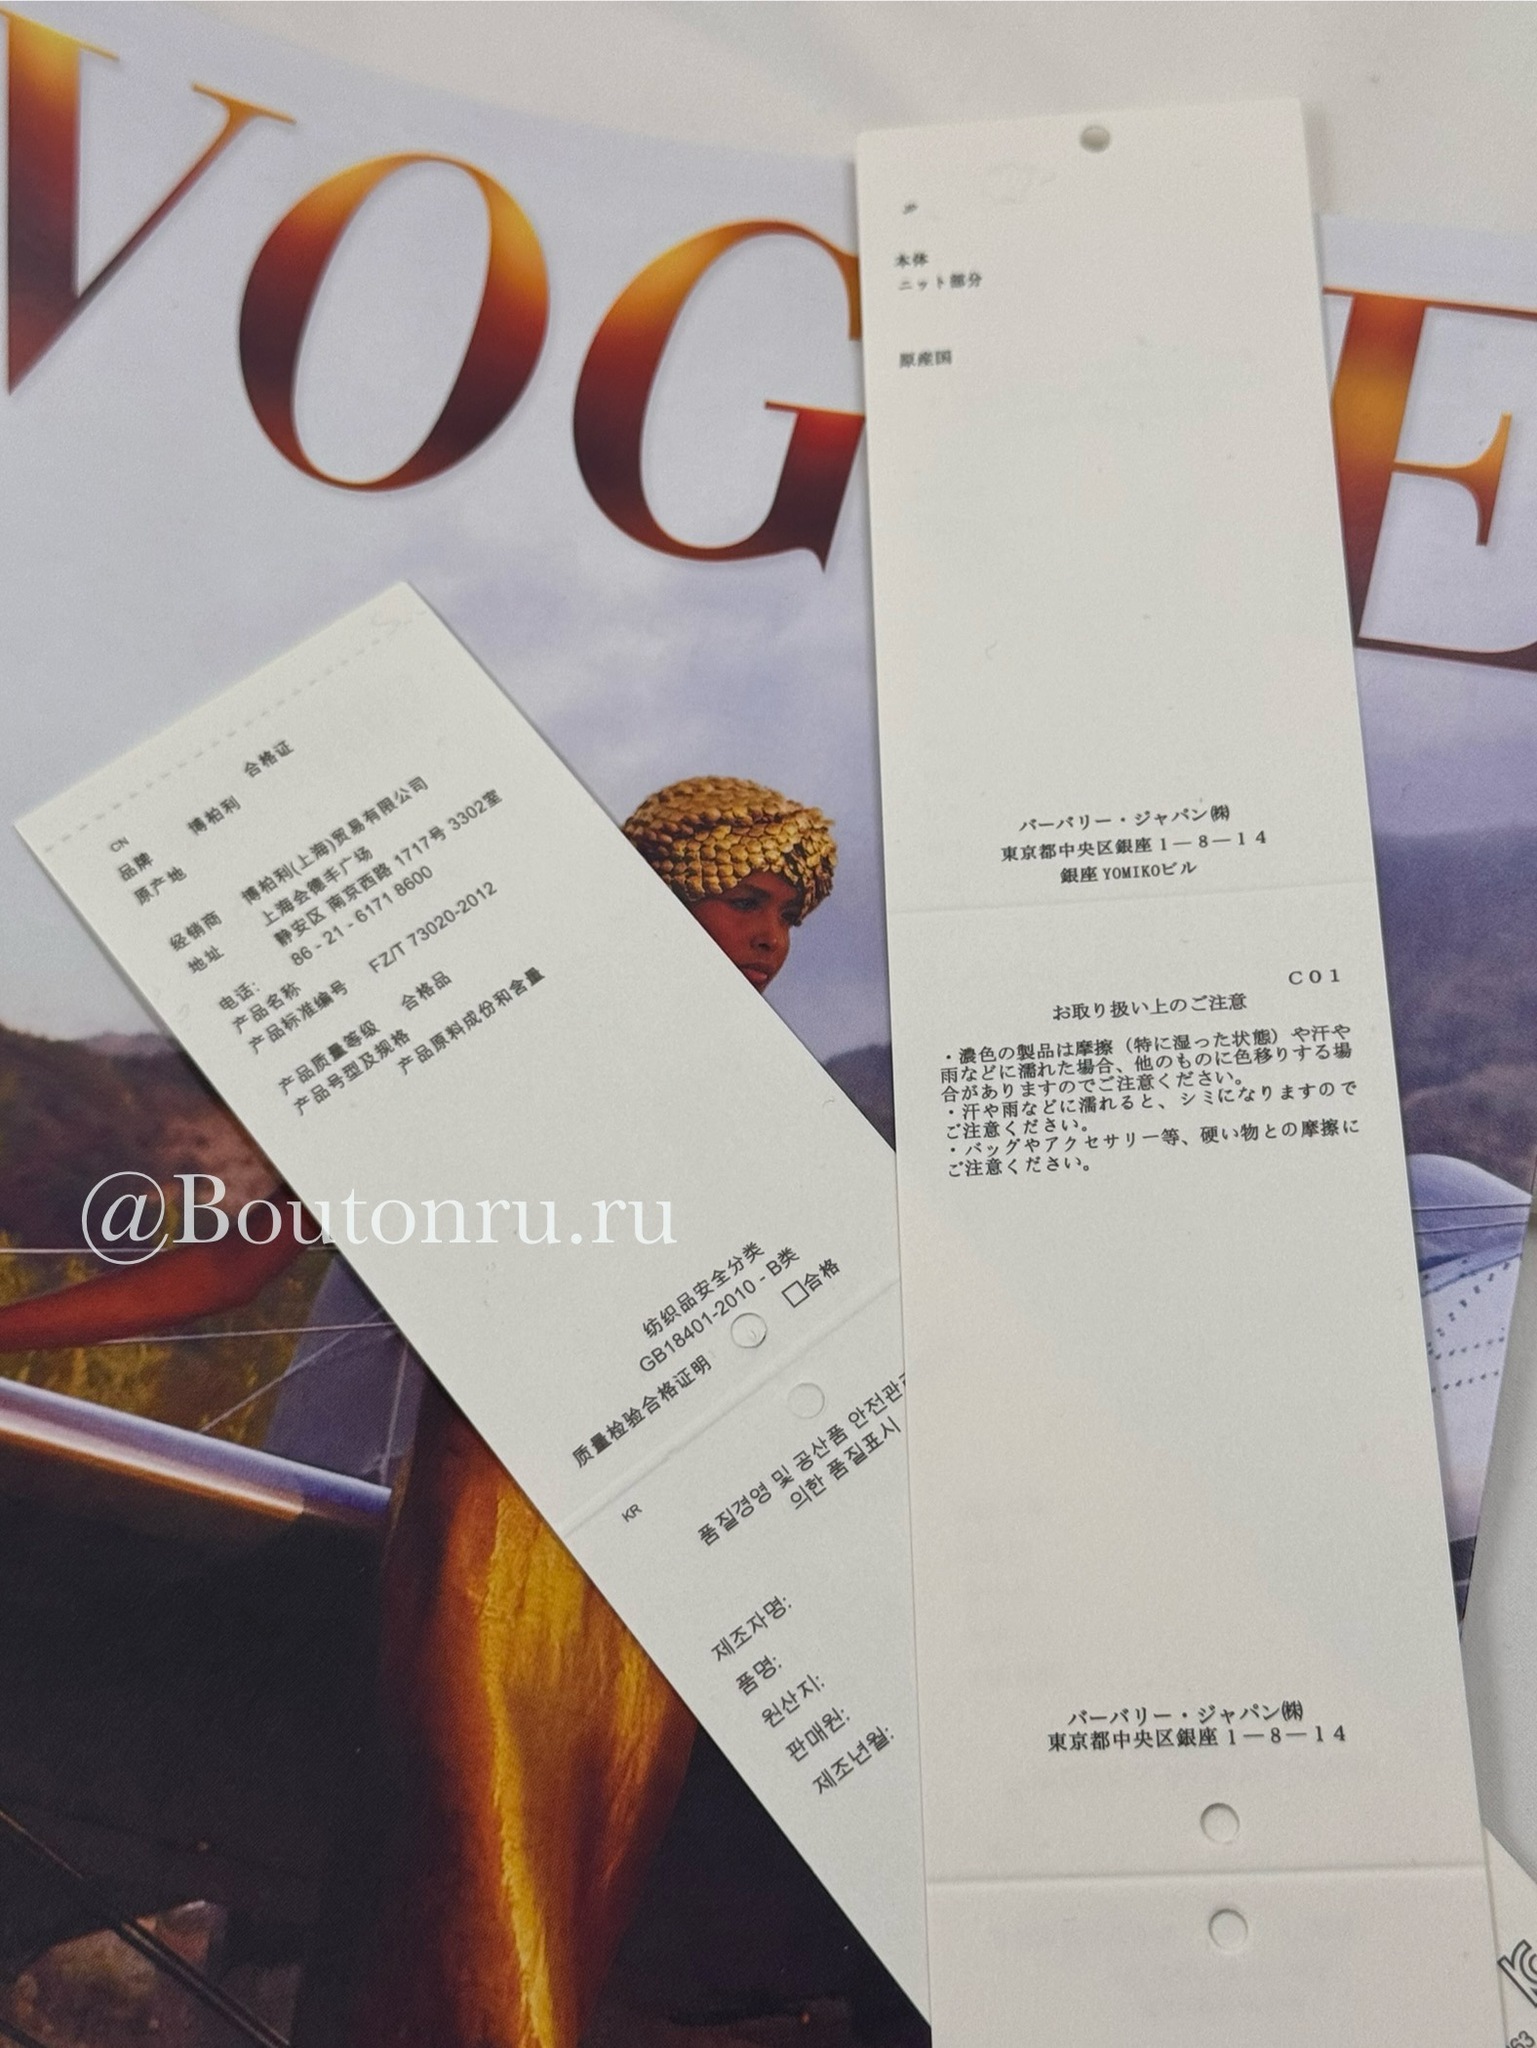 VOGE
本体
ニット部分
原産国
バーバリー・ジャパン㈱
東京都中央区銀座1－8－14
銀座YOMIKOビル
C01
お取り扱い上のご注意
・濃色の製品は摩擦（特に湿った状態）や汗や
雨などに濡れた場合、他のものに色移りする場
合がありますのでご注意ください。
・汗や雨などに濡れると、シミになりますので
ご注意ください。
・バッグやアクセサリー等、硬い物との摩擦に
ご注意ください。
バーバリー・ジャパン㈱
東京都中央区銀座1－8－14
合格证
CN
品牌 博柏利
原产地
经销商 博柏利(上海)贸易有限公司
地址 上海会德丰广场
静安区 南京西路 1717号 3302室
电话: 86 - 21 - 6171 8600
产品名称
产品标准编号 FZ/T 73020-2012
产品质量等级 合格品
产品号型及规格
产品原料成份和含量
纺织品安全分类
GB18401-2010 - B类
质量检验合格证明 □合格
KR
품질경영 및 공산품 안전관
의한 품질표시
제조자명:
품명:
원산지:
판매원:
제조년월:
@Boutonru.ru